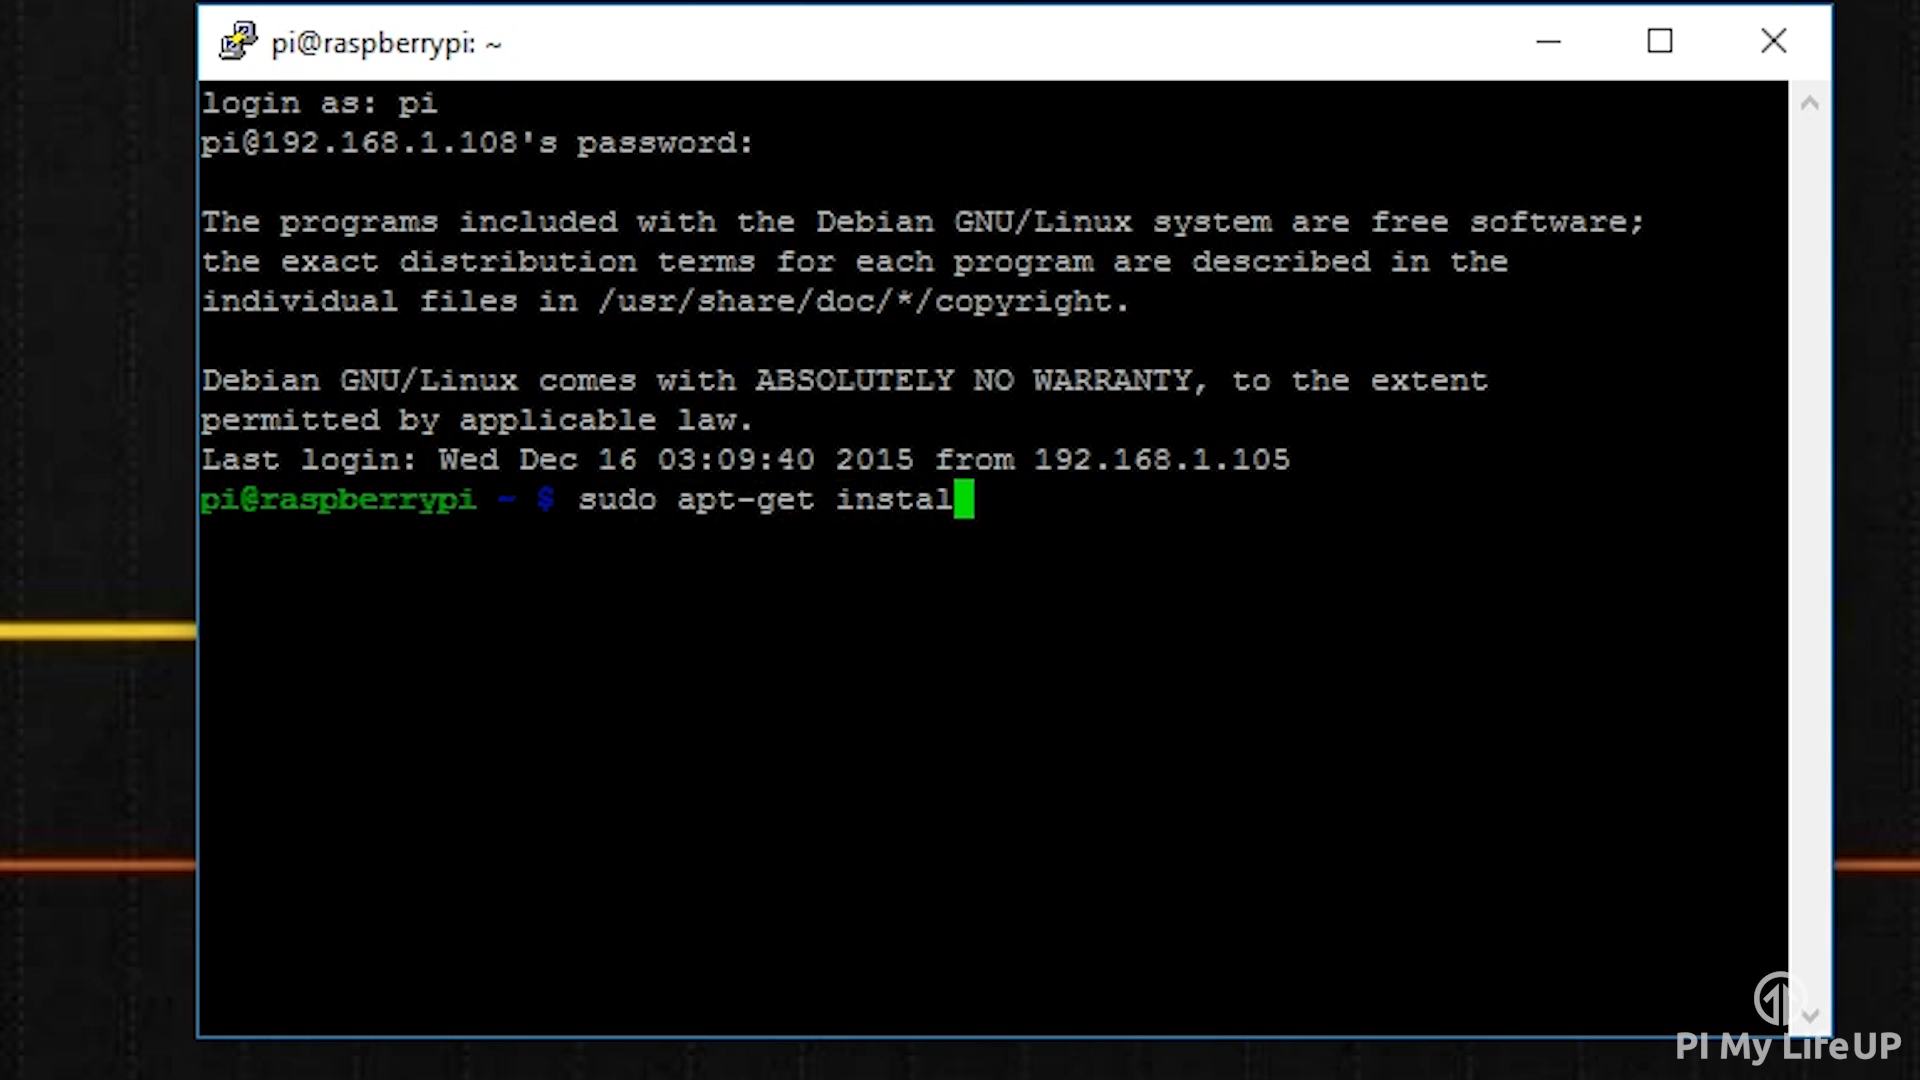 pi@raspberrypi: ~
login as: pi
pi@192.168.1.108's password:
The programs included with the Debian GNU/Linux system are free software;
the exact distribution terms for each program are described in the
individual files in /usr/share/doc/*/copyright.
Debian GNU/Linux comes with ABSOLUTELY NO WARRANTY, to the extent
permitted by applicable law.
Last login: Wed Dec 16 03:09:40 2015 from 192.168.1.105
pi@raspberrypi ~ $ sudo apt-get instal
PI My LifeUP